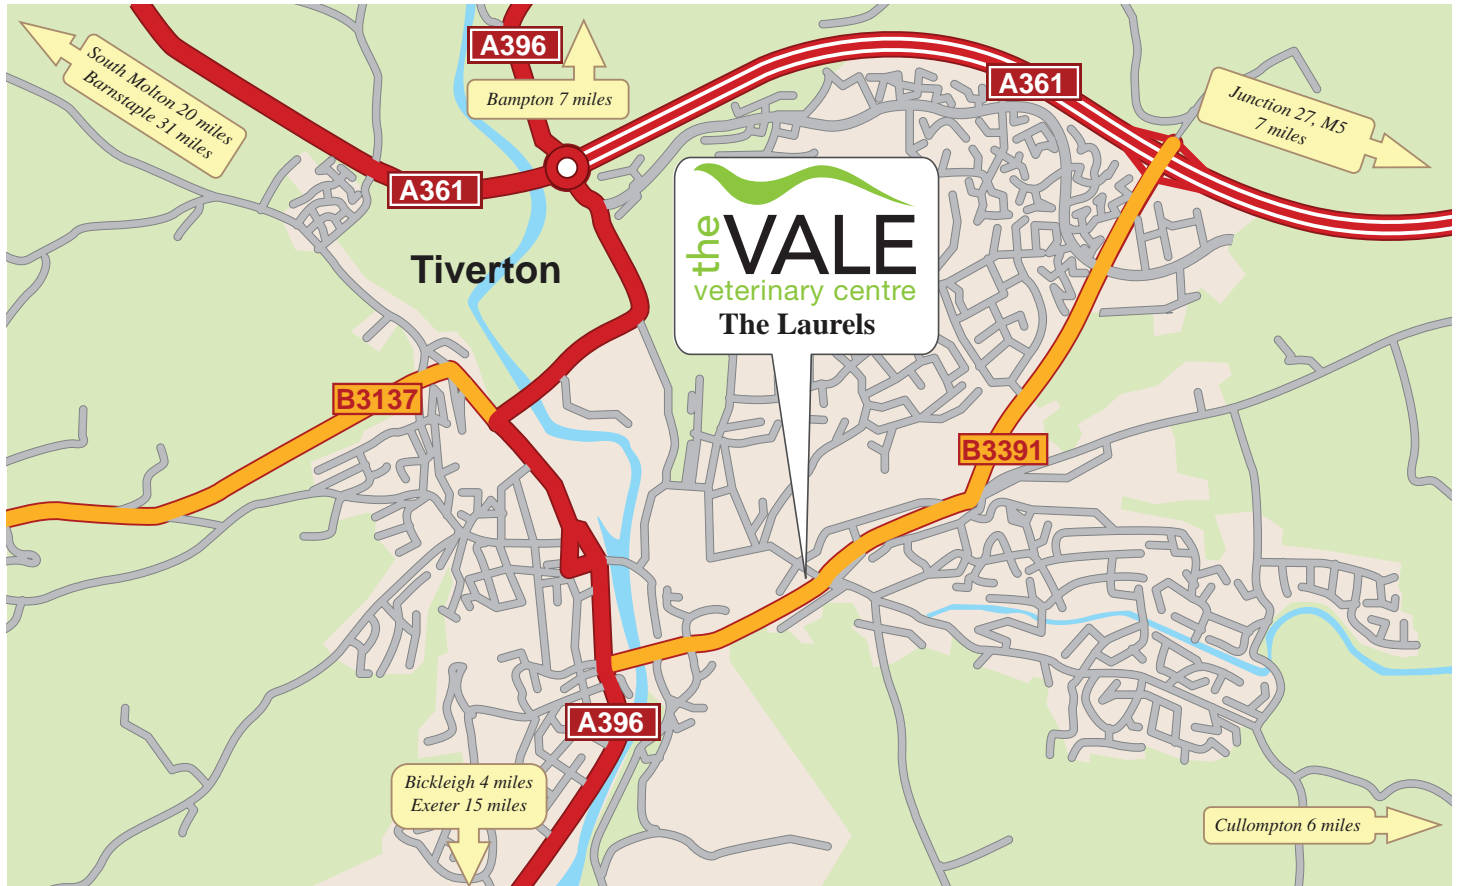 A396
South Molton 20 miles
Barnstaple 31 miles
Bampton 7 miles
A361
Junction 27, M5
7 miles
A361
the VALE
veterinary centre
The Laurels
Tiverton
B3137
B3391
A396
Bickleigh 4 miles
Exeter 15 miles
Cullompton 6 miles